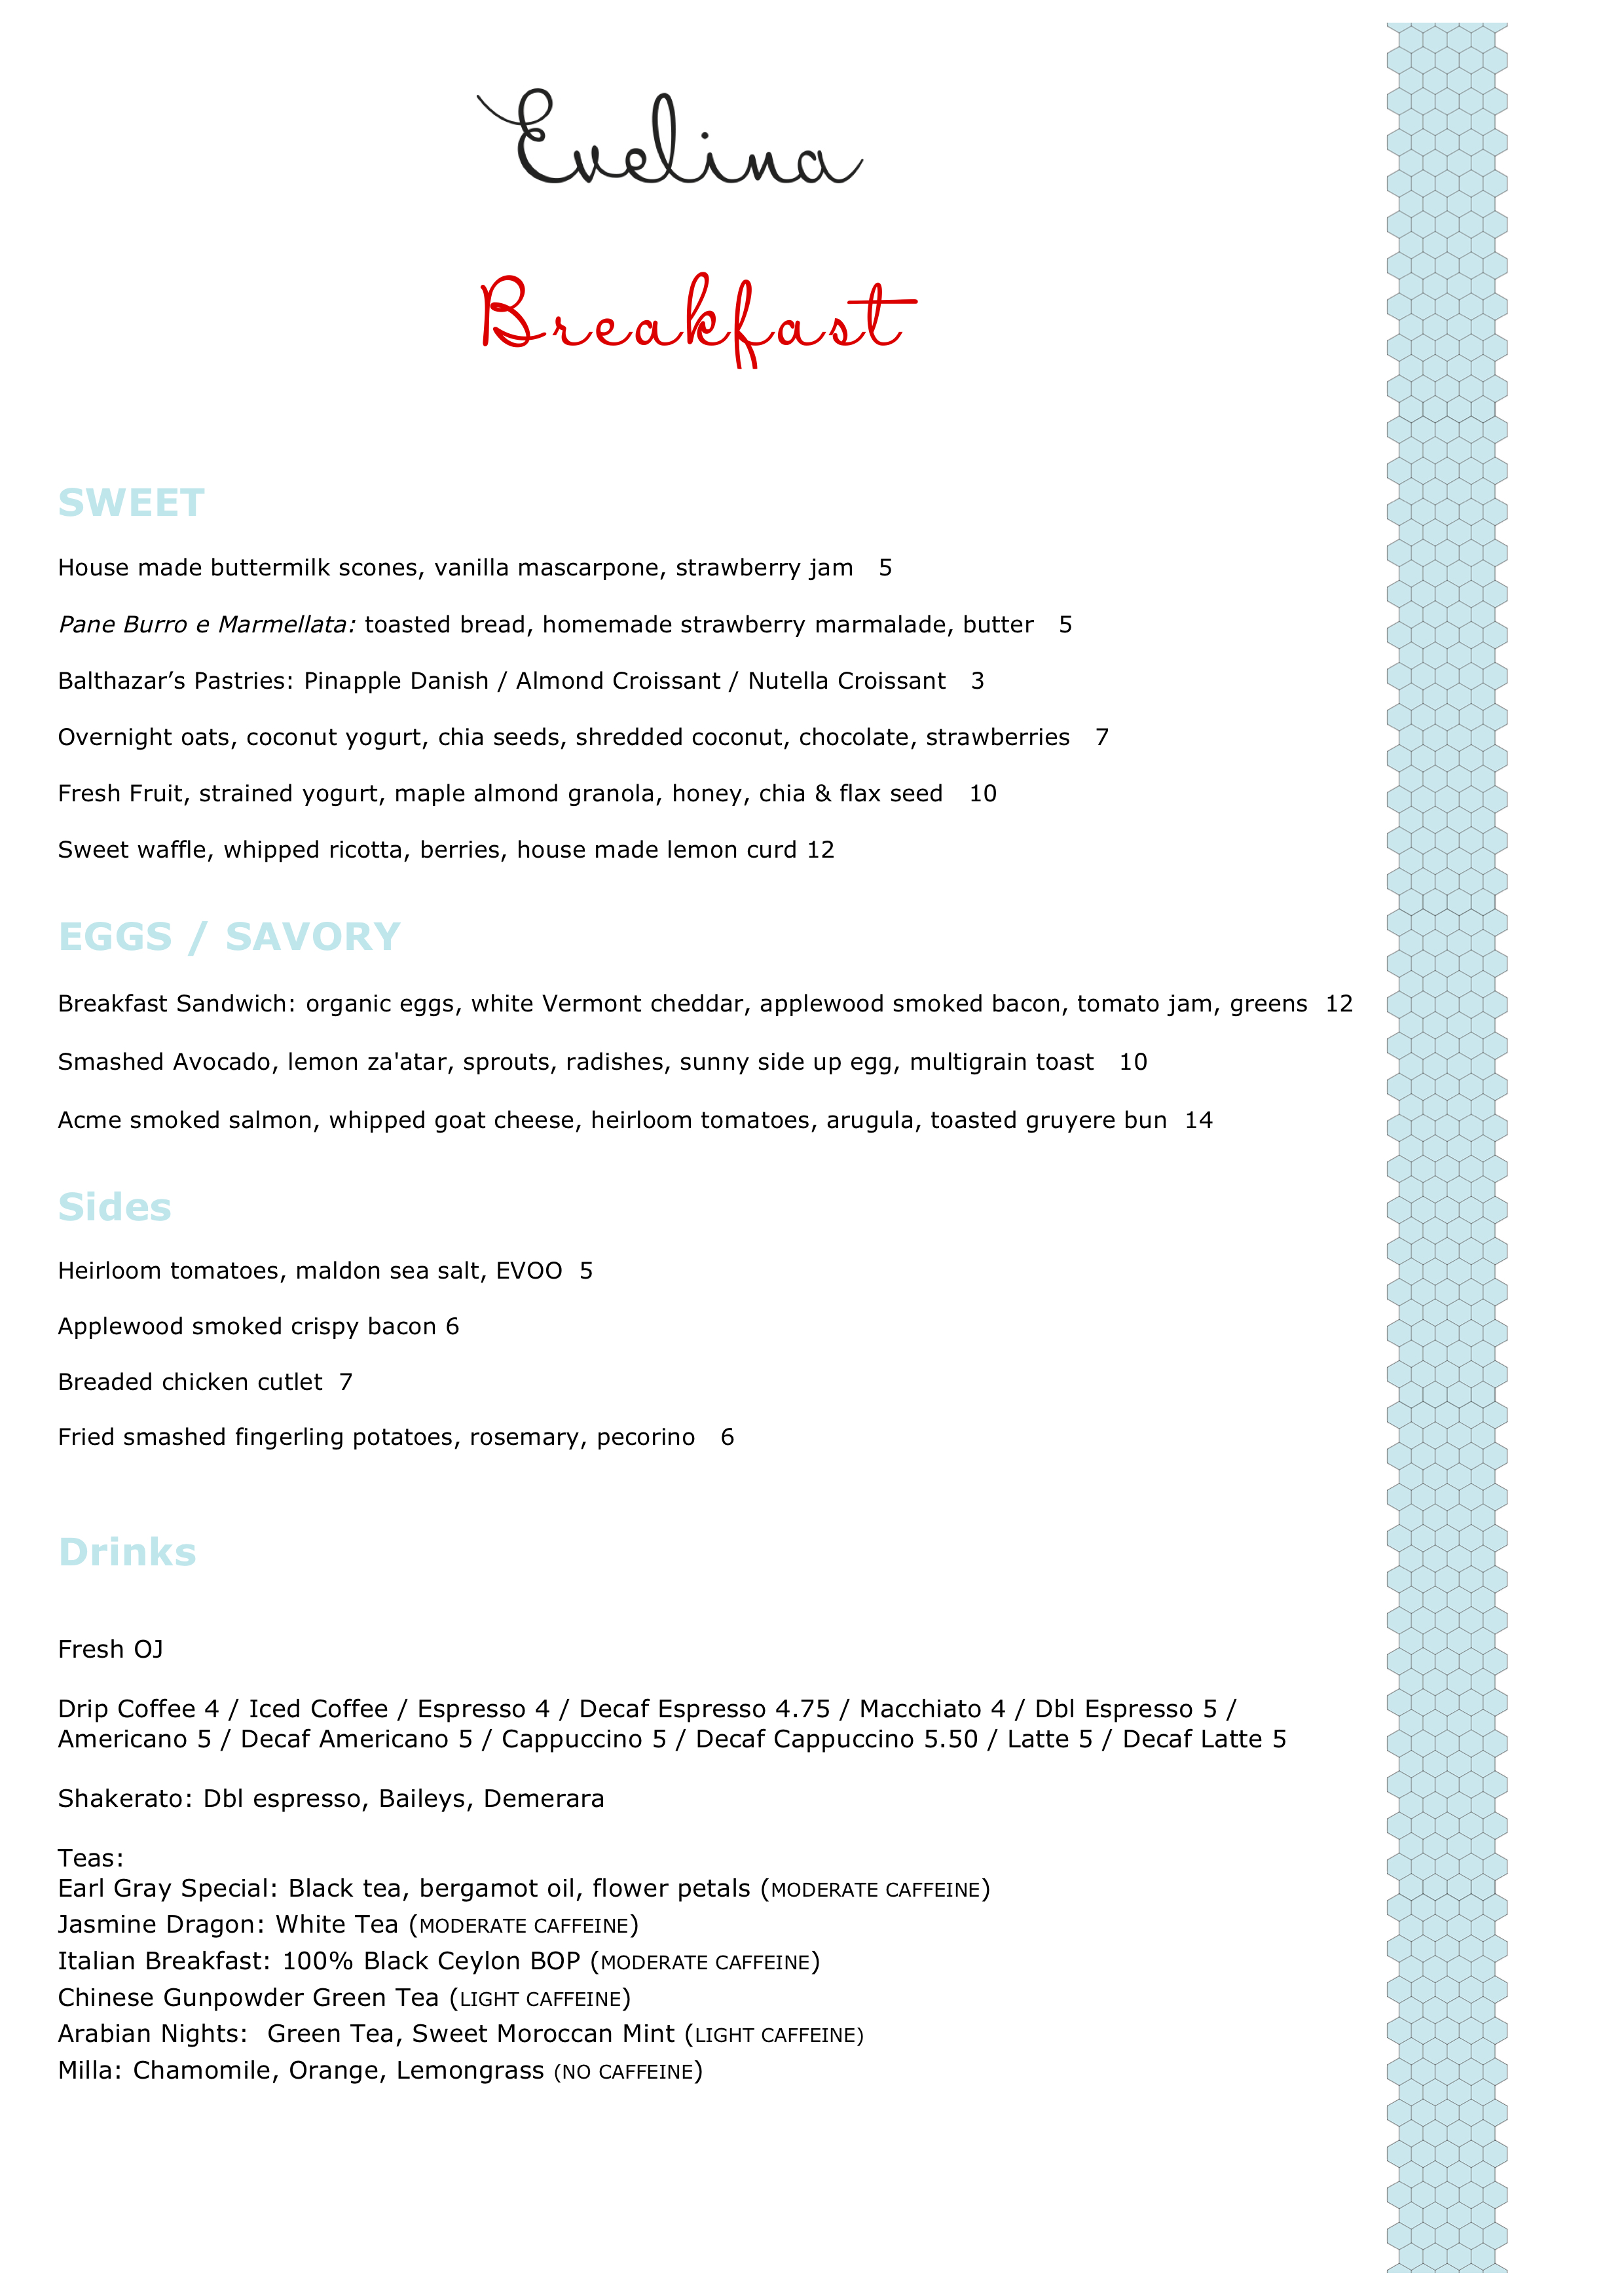 Evelina
Breakfast
SWEET
House made buttermilk scones, vanilla mascarpone, strawberry jam 5
Pane Burro e Marmellata: toasted bread, homemade strawberry marmalade, butter 5
Balthazar’s Pastries: Pinapple Danish / Almond Croissant / Nutella Croissant 3
Overnight oats, coconut yogurt, chia seeds, shredded coconut, chocolate, strawberries 7
Fresh Fruit, strained yogurt, maple almond granola, honey, chia & flax seed 10
Sweet waffle, whipped ricotta, berries, house made lemon curd 12
EGGS / SAVORY
Breakfast Sandwich: organic eggs, white Vermont cheddar, applewood smoked bacon, tomato jam, greens 12
Smashed Avocado, lemon za'atar, sprouts, radishes, sunny side up egg, multigrain toast 10
Acme smoked salmon, whipped goat cheese, heirloom tomatoes, arugula, toasted gruyere bun 14
Sides
Heirloom tomatoes, maldon sea salt, EVOO 5
Applewood smoked crispy bacon 6
Breaded chicken cutlet 7
Fried smashed fingerling potatoes, rosemary, pecorino 6
Drinks
Fresh OJ
Drip Coffee 4 / Iced Coffee / Espresso 4 / Decaf Espresso 4.75 / Macchiato 4 / Dbl Espresso 5 /
Americano 5 / Decaf Americano 5 / Cappuccino 5 / Decaf Cappuccino 5.50 / Latte 5 / Decaf Latte 5
Shakerato: Dbl espresso, Baileys, Demerara
Teas:
Earl Gray Special: Black tea, bergamot oil, flower petals (MODERATE CAFFEINE)
Jasmine Dragon: White Tea (MODERATE CAFFEINE)
Italian Breakfast: 100% Black Ceylon BOP (MODERATE CAFFEINE)
Chinese Gunpowder Green Tea (LIGHT CAFFEINE)
Arabian Nights: Green Tea, Sweet Moroccan Mint (LIGHT CAFFEINE)
Milla: Chamomile, Orange, Lemongrass (NO CAFFEINE)